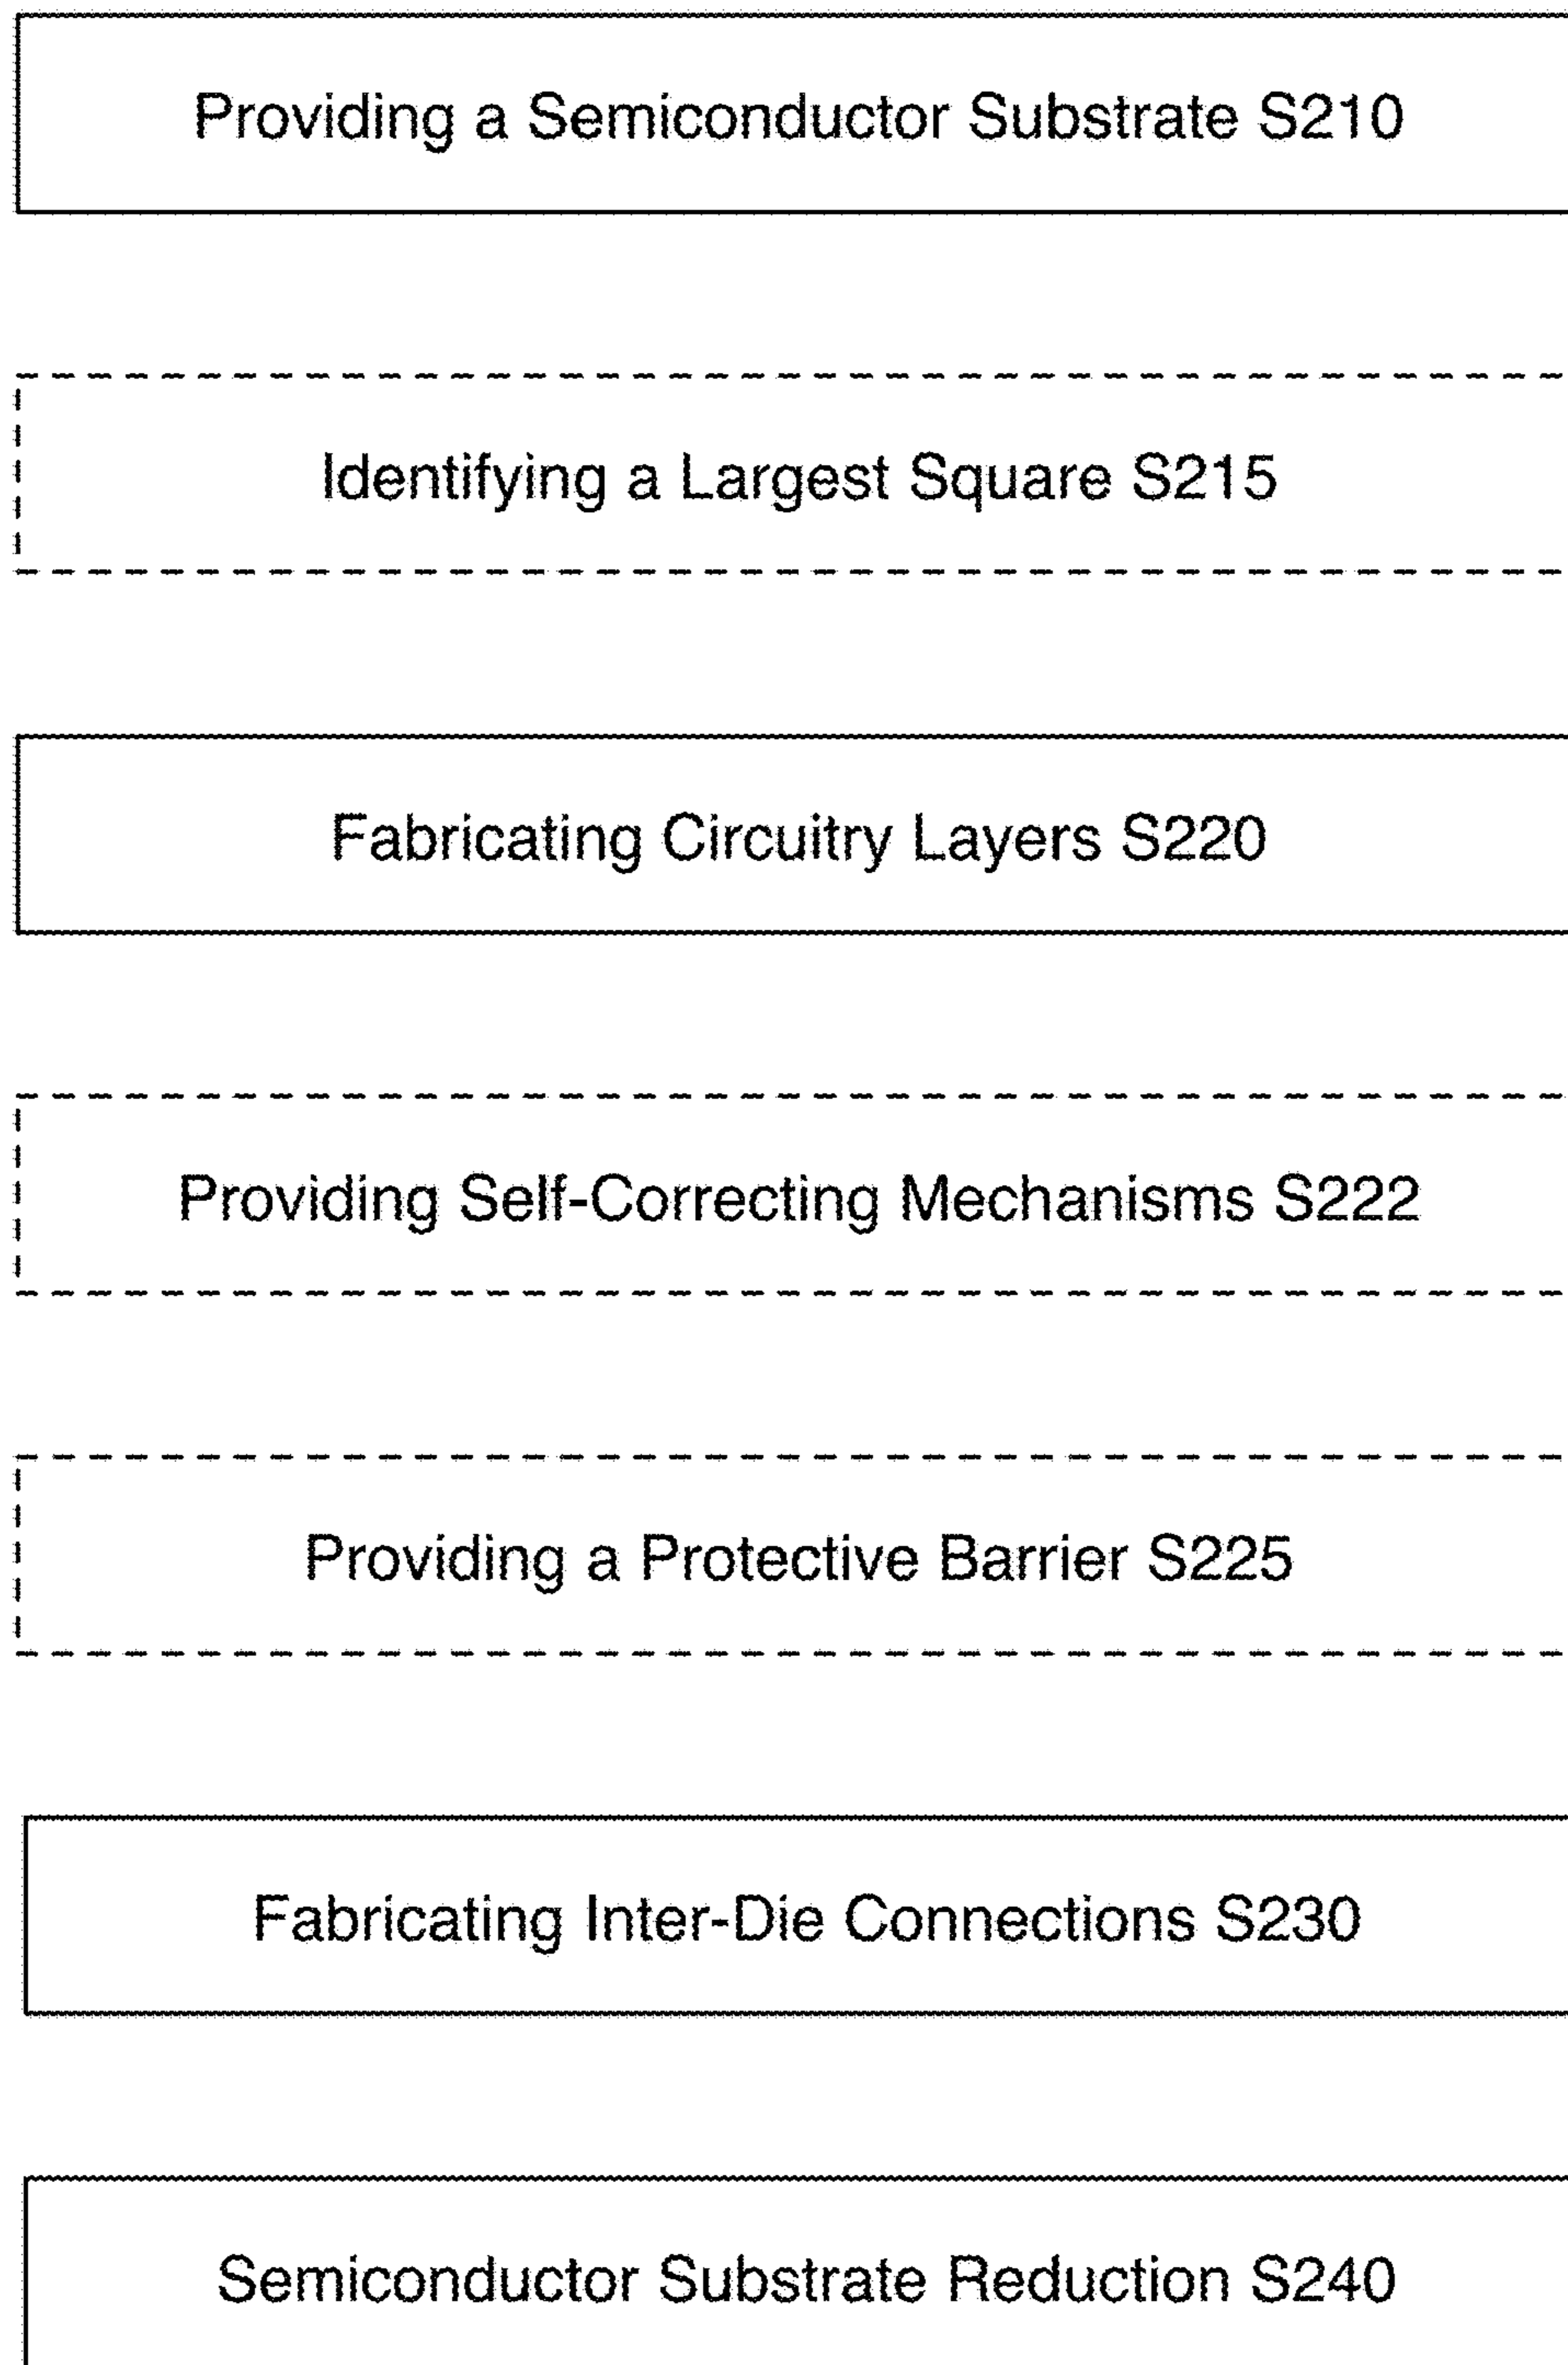 Providing a Semiconductor Substrate S210
Identifying a Largest Square S215
Fabricating Circuitry Layers S220
Providing Self-Correcting Mechanisms S222
Providing a Protective Barrier S225
Fabricating Inter-Die Connections S230
Semiconductor Substrate Reduction S240